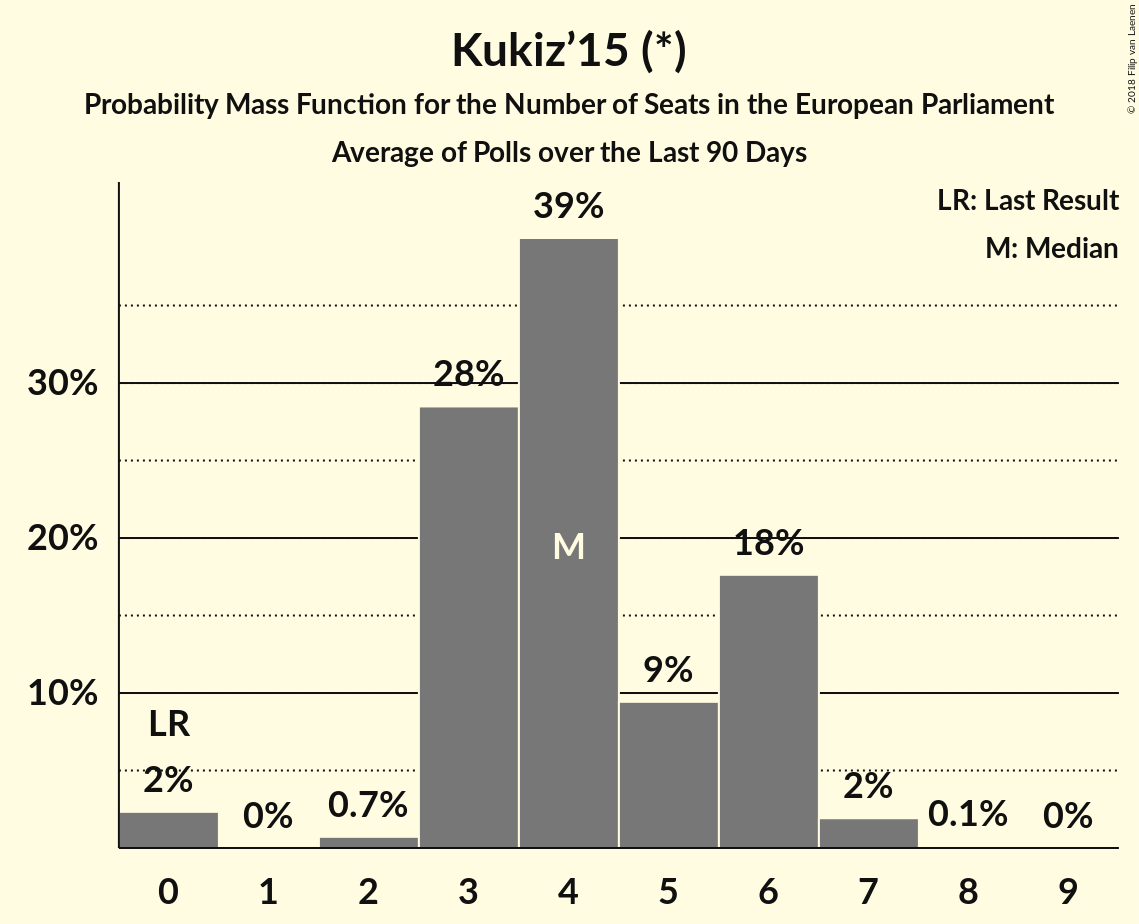 Kukiz’15 (*)
Probability Mass Function for the Number of Seats in the European Parliament
Average of Polls over the Last 90 Days
© 2018 Filip van Laenen
LR: Last Result
M: Median
39%
30%
28%
20%
18%
M
9%
10%
LR
2%
0%
0.7%
2%
0.1%
0%
0 1 2 3 4 5 6 7 8 9